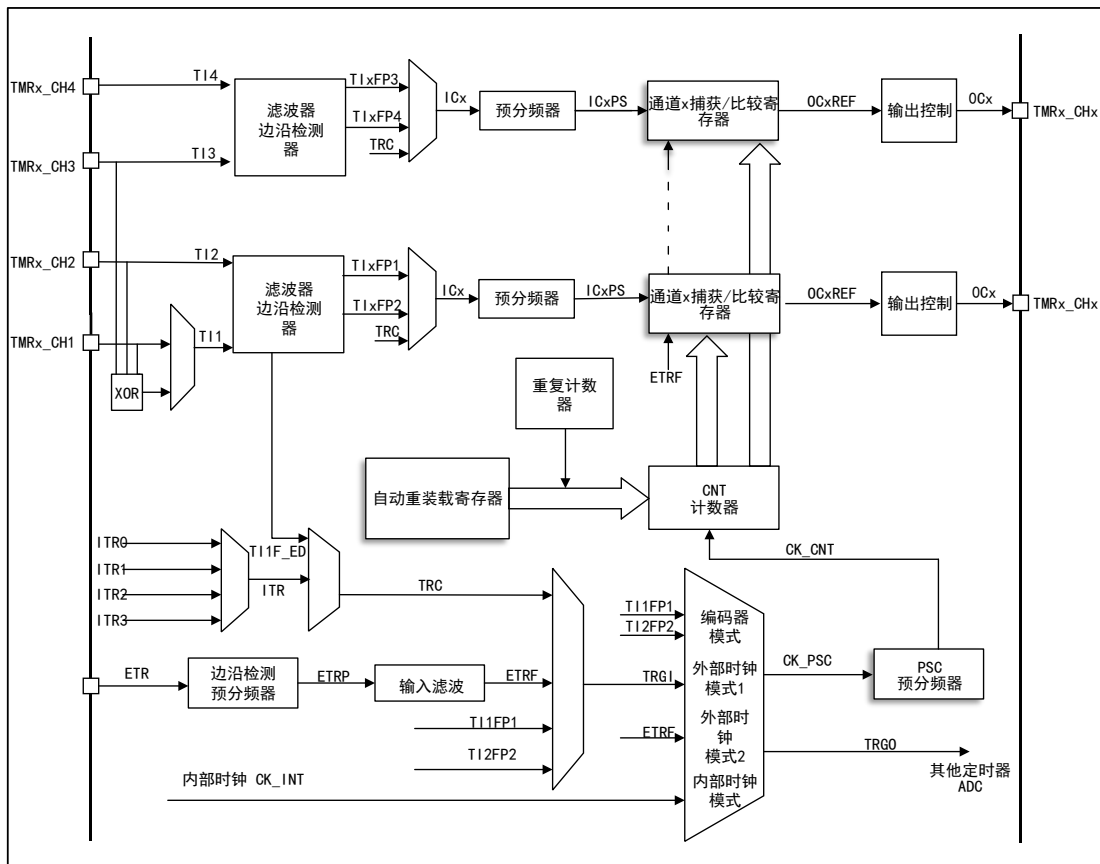 TMRx_CH4
TI4
滤波器
边沿检测
器
TIxFP3
TIxFP4
TRC
ICx
预分频器
ICxPS
通道x捕获/比较寄
存器
OCxREF
输出控制
OCx
TMRx_CHx
TMRx_CH3
TI3
TMRx_CH2
TI2
滤波器
边沿检测
器
TIxFP1
TIxFP2
TRC
ICx
预分频器
ICxPS
通道x捕获/比较寄
存器
OCxREF
输出控制
OCx
TMRx_CHx
TMRx_CH1
TI1
XOR
ETRF
重复计数
器
自动重装载寄存器
CNT
计数器
CK_CNT
ITR0
ITR1
ITR2
ITR3
TI1F_ED
ITR
TRC
TI1FP1
TI2FP2
编码器
模式
ETR
边沿检测
预分频器
ETRP
输入滤波
ETRF
TRGI
外部时钟
模式1
CK_PSC
PSC
预分频器
TI1FP1
TI2FP2
ETRF
外部时
钟
模式2
TRGO
其他定时器
ADC
内部时钟 CK_INT
内部时钟
模式